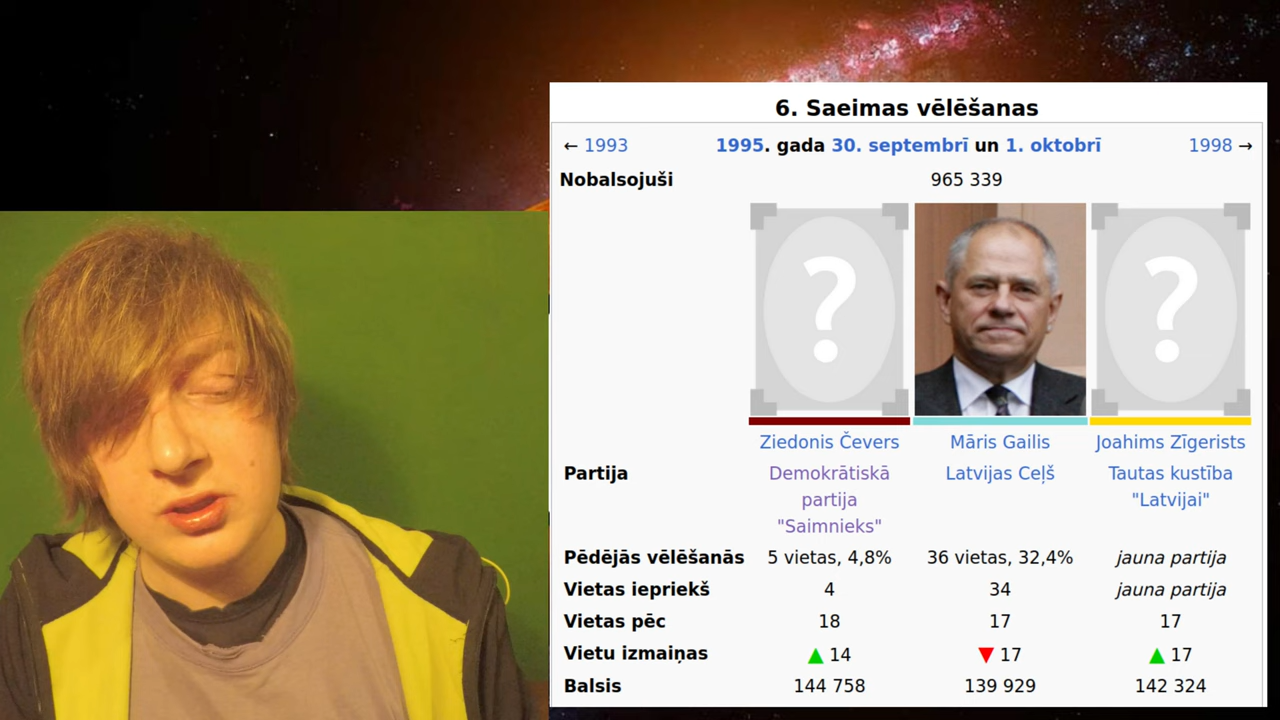 6. Saeimas vēlēšanas
← 1993 1995. gada 30. septembrī un 1. oktobrī 1998 →
Nobalsojuši 965 339
? ?
Ziedonis Čevers Māris Gailis Joahims Zīgerists
Partija Demokrātiskā partija "Saimnieks" Latvijas Ceļš Tautas kustība "Latvijai"
Pēdējās vēlēšanās 5 vietas, 4,8% 36 vietas, 32,4% jauna partija
Vietas iepriekš 4 34 jauna partija
Vietas pēc 18 17 17
Vietu izmaiņas ▲ 14 ▼ 17 ▲ 17
Balsis 144 758 139 929 142 324